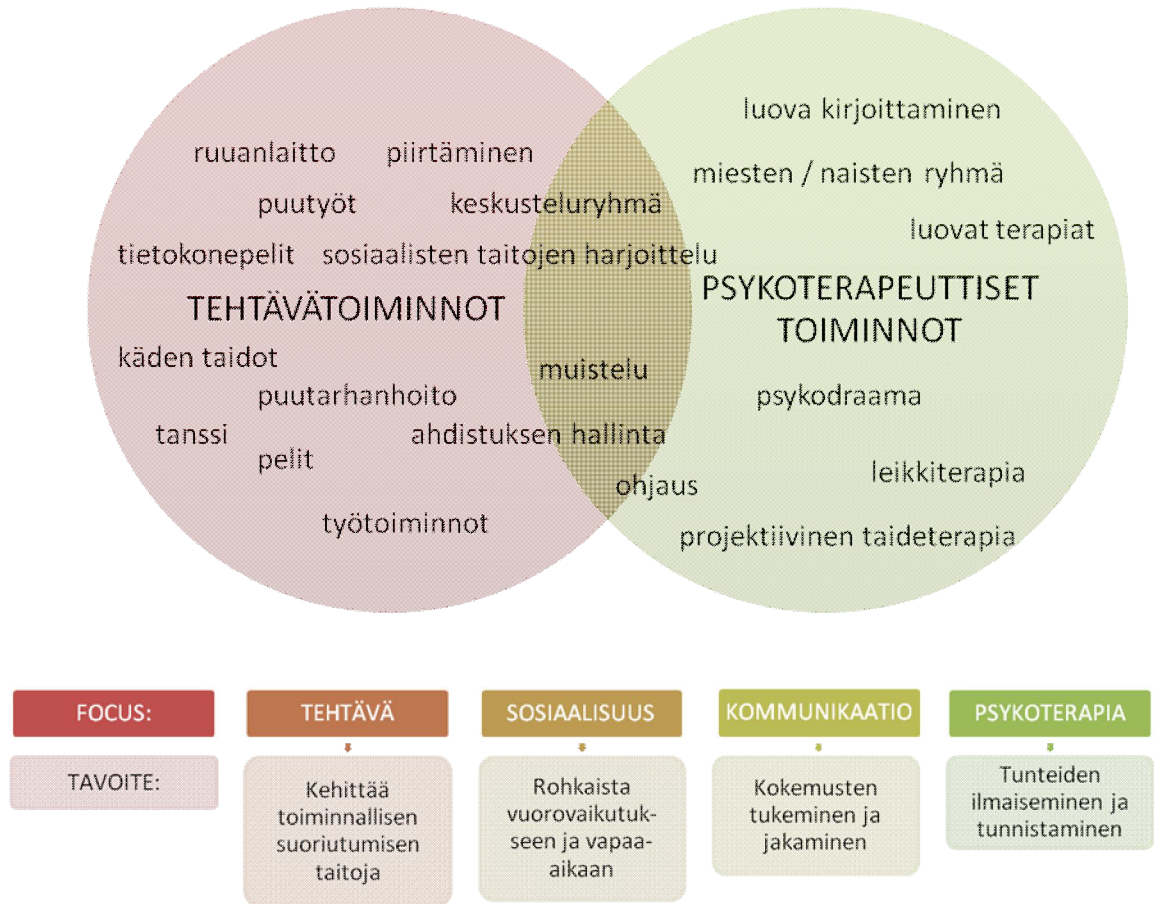 luova kirjoittaminen
ruuanlaitto piirtäminen
miesten / naisten ryhmä
puutyöt keskusteluryhmä
luovat terapiat
tietokonepelit sosiaalisten taitojen harjoittelu
TEHTÄVÄTOIMINNOT
PSYKOTERAPEUTTISET
TOIMINNOT
käden taidot
muistelu
puutarhanhoito
psykodraama
tanssi
ahdistuksen hallinta
pelit
leikkiterapia
ohjaus
työtoiminnot
projektiivinen taideterapia
FOCUS:
TEHTÄVÄ
SOSIAALISUUS
KOMMUNIKAATIO
PSYKOTERAPIA
TAVOITE:
Kehittää
toiminnallisen
suoriutumisen
taitoja
Rohkaista
vuorovaikutuk-
seen ja vapaa-
aikaan
Kokemusten
tukeminen ja
jakaminen
Tunteiden
ilmaiseminen ja
tunnistaminen